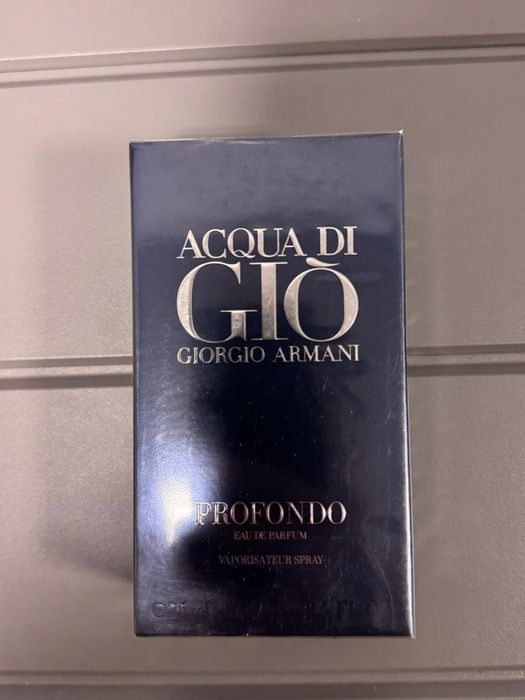 ACQUA DI
GIÒ
GIORGIO ARMANI
PROFONDO
EAU DE PARFUM
VAPORISATEUR SPRAY